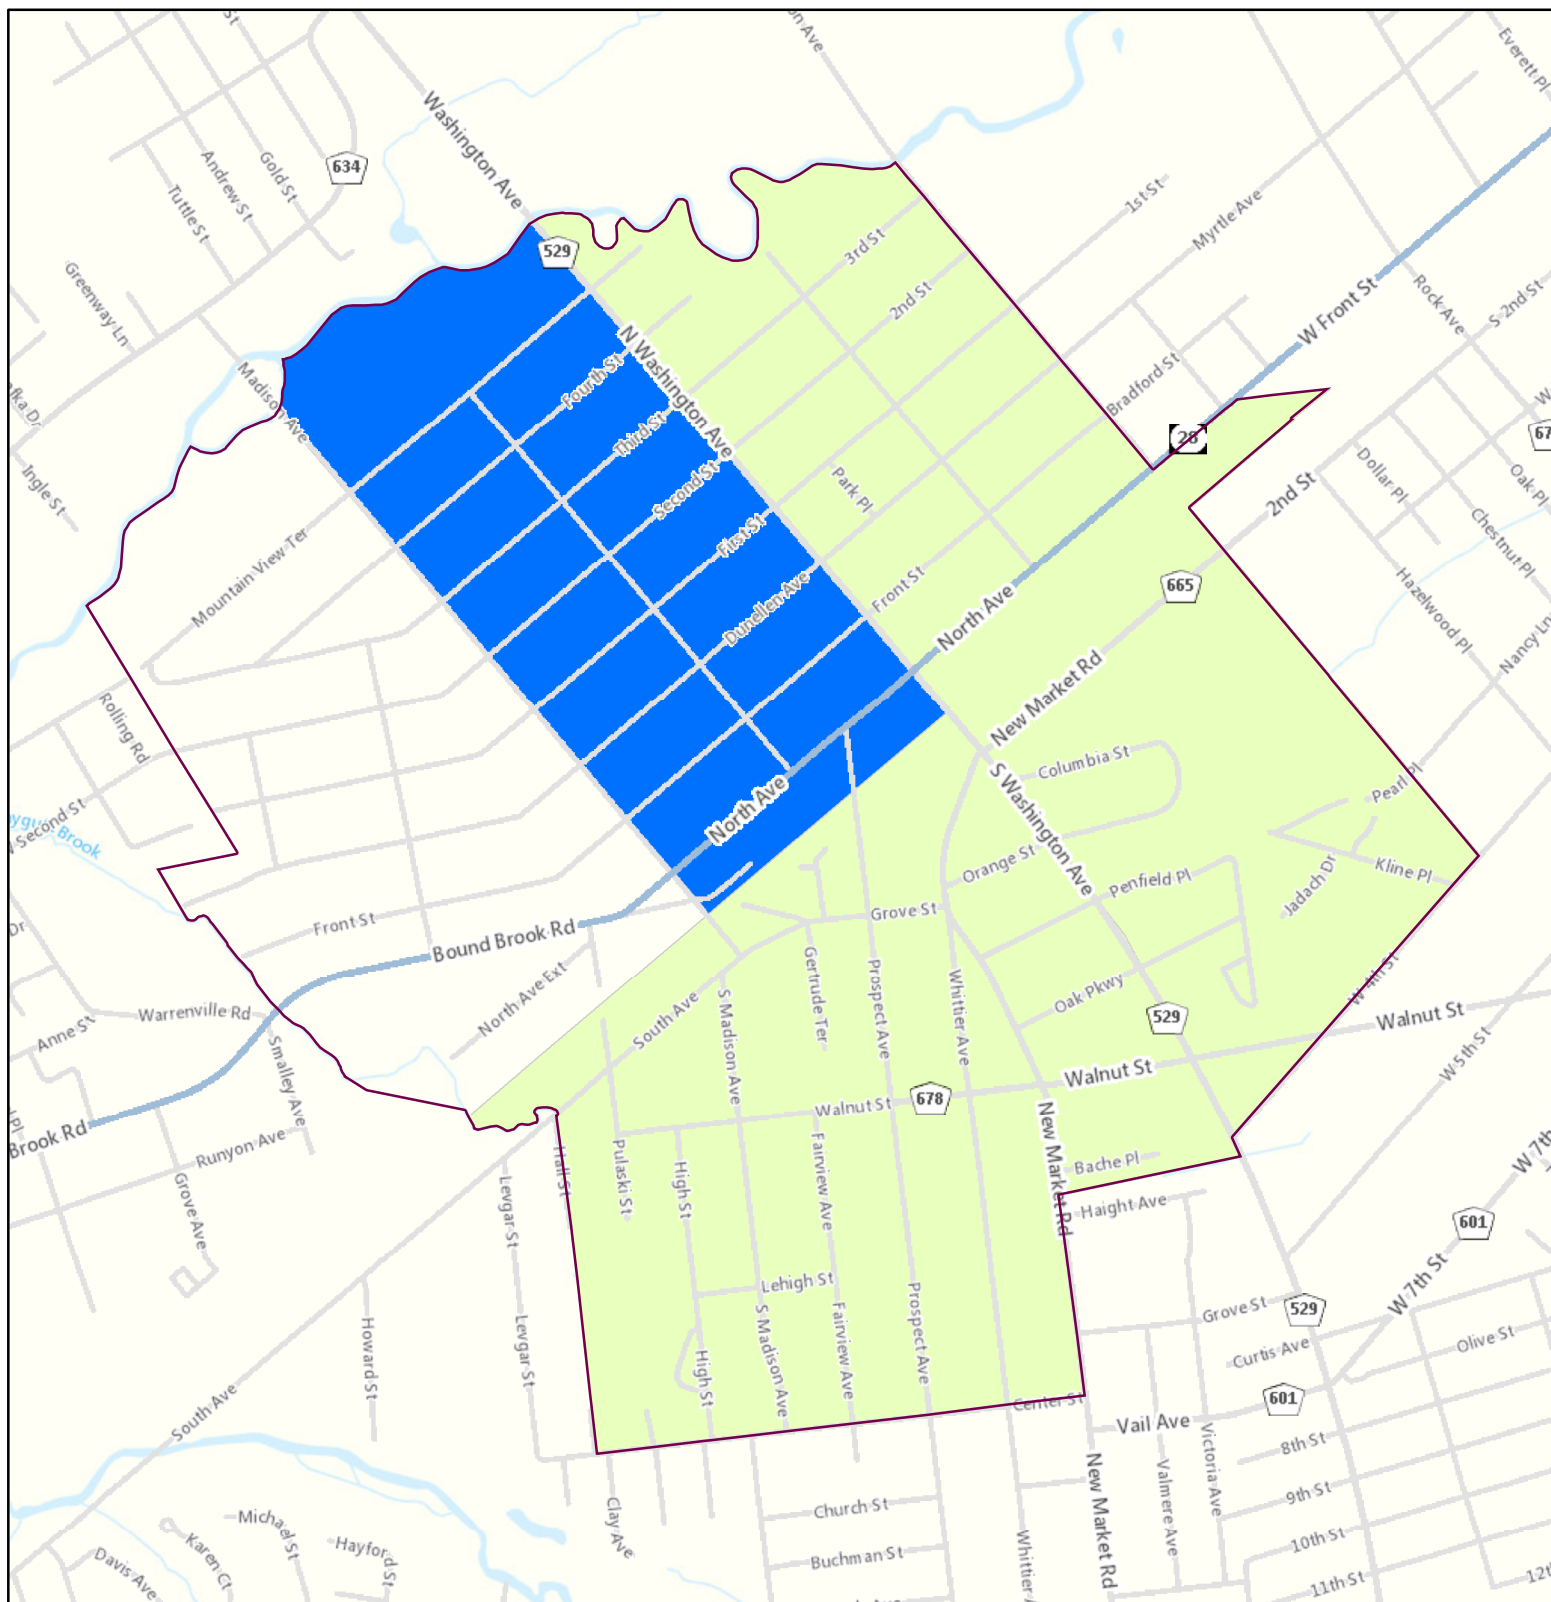 Washington Ave
Everett Pl
634
Andrew St
Gold St
Tuttle St
1st St
Myrtle Ave
529
3rd St
Greenway Ln
2nd St
Rock Ave
S 2nd St
W Front St
N Washington Ave
Madison Ave
Fourth St
Bradford St
Third St
28
Ingle St
Second St
Park Pl
2nd St
Dollar Pl
Oak Pl
Chestnut Pl
First St
Mountain View Ter
Dunellen Ave
Front St
665
Hazelwood Pl
North Ave
Nancy Ln
New Market Rd
Rolling Rd
Columbia St
S Washington Ave
Pearl Pl
North Ave
W Second St
Brook
Orange St
Penfield Pl
Jadach Dr
Kline Pl
Front St
Grove St
Bound Brook Rd
North Ave Ext
Gertrude Ter
Prospect Ave
Whittier Ave
Oak Pkwy
W 4th St
529
Warrenville Rd
Anne St
South Ave
S Madison Ave
Walnut St
Smalley Ave
Walnut St
W 5th St
Walnut St
678
Brook Rd
Runyon Ave
New Market Rd
W 7th
Hall St
Pulaski St
High St
Fairview Ave
Bache Pl
Grove Ave
Levgar St
Haight Ave
601
W 7th St
Lehigh St
Grove St
529
Howard St
Levgar St
S Madison Ave
Fairview Ave
Prospect Ave
Curtis Ave
Olive St
High St
South Ave
Center St
601
Vail Ave
Victoria Ave
8th St
Valmere Ave
New Market Rd
9th St
Clay Ave
Church St
Michael St
Hayford St
Karen Ct
Davis Ave
Buchman St
Whittier
10th St
11th St